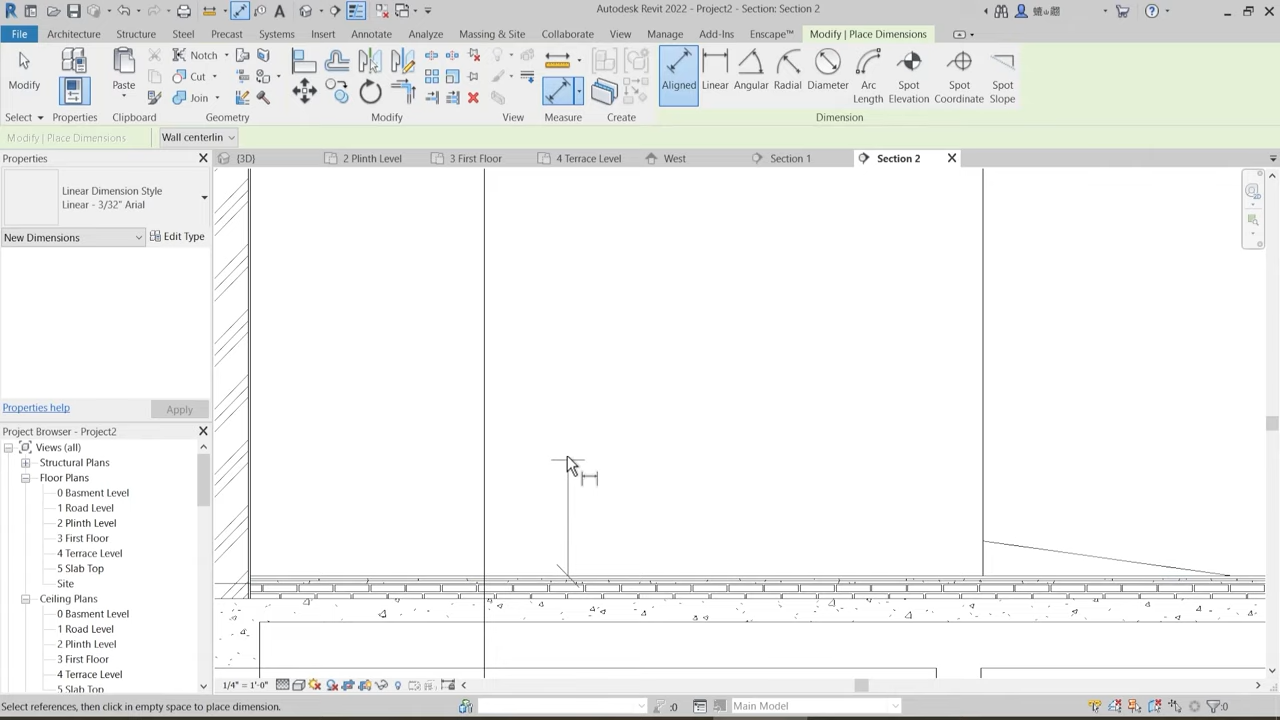 Autodesk Revit 2022 - Project2 - Section: Section 2
File Architecture Structure Steel Precast Systems Insert Annotate Analyze Massing & Site Collaborate View Manage Add-Ins Enscape™ Modify | Place Dimensions
Modify Paste Notch Cut Join Aligned Linear Angular Radial Diameter Arc Length Spot Elevation Spot Coordinate Spot Slope
Select Properties Clipboard Geometry Modify View Measure Create Dimension
Modify | Place Dimensions Wall centerlin
Properties
{3D} 2 Plinth Level 3 First Floor 4 Terrace Level West Section 1 Section 2
Linear Dimension Style
Linear - 3/32" Arial
New Dimensions Edit Type
Properties help Apply
Project Browser - Project2
Views (all)
Structural Plans
Floor Plans
0 Basment Level
1 Road Level
2 Plinth Level
3 First Floor
4 Terrace Level
5 Slab Top
Site
Ceiling Plans
0 Basment Level
1 Road Level
2 Plinth Level
3 First Floor
4 Terrace Level
5 Slab Top
1/4" = 1'-0"
Select references, then click in empty space to place dimension. :0 Main Model :0